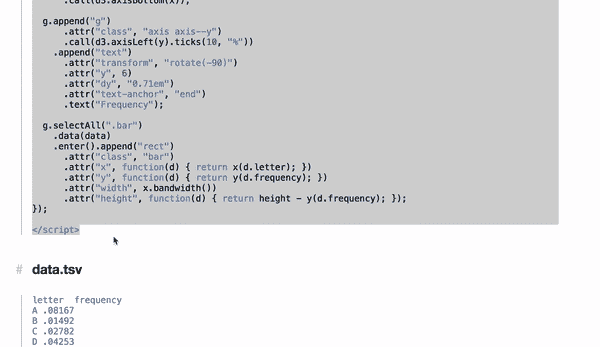 .call(d3.axisBottom(x));
g.append("g")
.attr("class", "axis axis--y")
.call(d3.axisLeft(y).ticks(10, "%"))
.append("text")
.attr("transform", "rotate(-90)")
.attr("y", 6)
.attr("dy", "0.71em")
.attr("text-anchor", "end")
.text("Frequency");
g.selectAll(".bar")
.data(data)
.enter().append("rect")
.attr("class", "bar")
.attr("x", function(d) { return x(d.letter); })
.attr("y", function(d) { return y(d.frequency); })
.attr("width", x.bandwidth())
.attr("height", function(d) { return height - y(d.frequency); });
});
</script>
# data.tsv
letter frequency
A .08167
B .01492
C .02782
D .04253